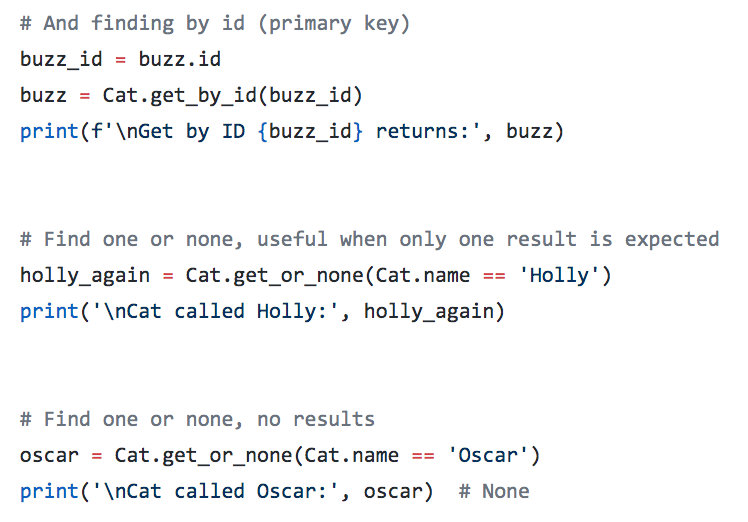 # And finding by id (primary key)
buzz_id = buzz.id
buzz = Cat.get_by_id(buzz_id)
print(f'\nGet by ID {buzz_id} returns:', buzz)
# Find one or none, useful when only one result is expected
holly_again = Cat.get_or_none(Cat.name == 'Holly')
print('\nCat called Holly:', holly_again)
# Find one or none, no results
oscar = Cat.get_or_none(Cat.name == 'Oscar')
print('\nCat called Oscar:', oscar)  # None